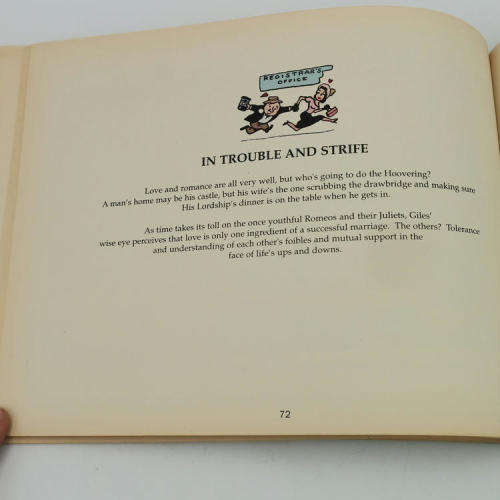 REGISTRAR'S
OFFICE
IN TROUBLE AND STRIFE
Love and romance are all very well, but who's going to do the Hoovering?
A man's home may be his castle, but his wife's the one scrubbing the drawbridge and making sure
His Lordship's dinner is on the table when he gets in.
As time takes its toll on the once youthful Romeos and their Juliets, Giles'
wise eye perceives that love is only one ingredient of a successful marriage. The others? Tolerance
and understanding of each other's foibles and mutual support in the
face of life's ups and downs.
72